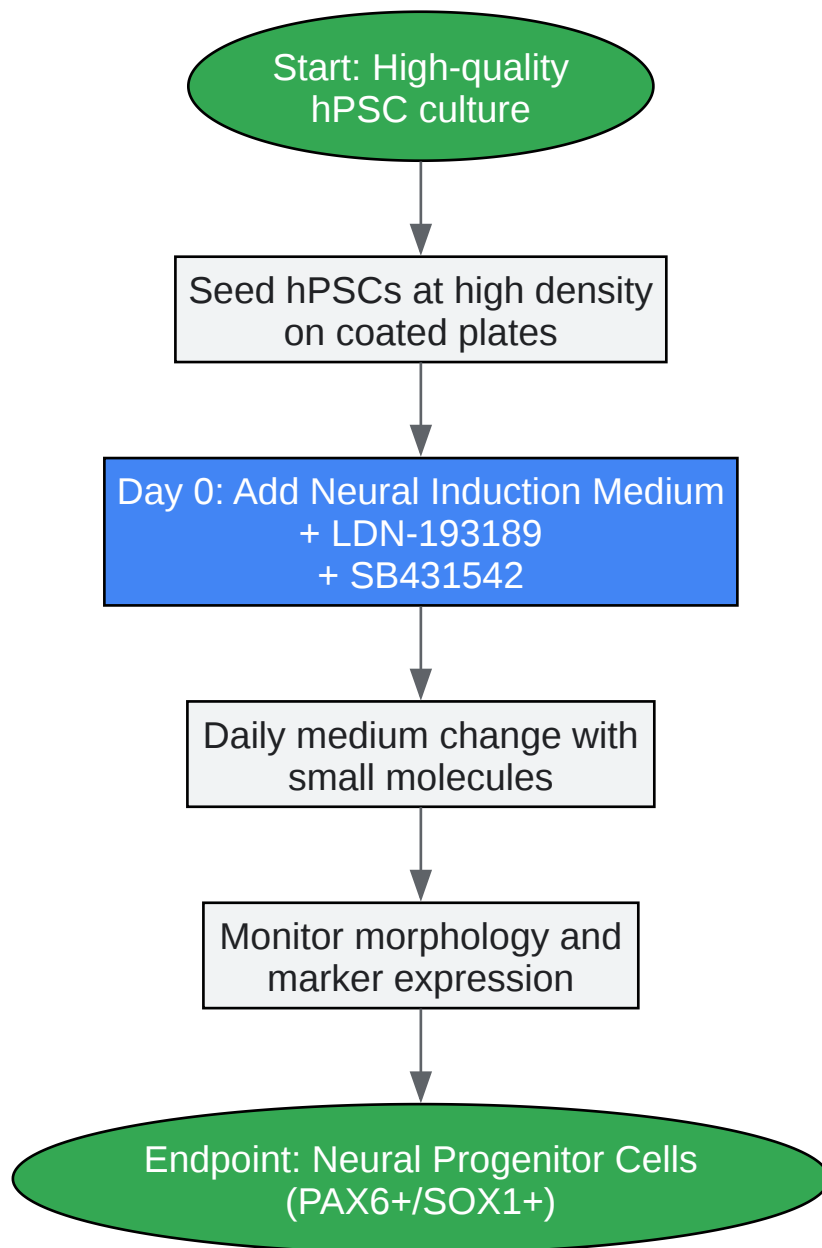 Start: High-quality
hPSC culture
Seed hPSCs at high density
on coated plates
Day 0: Add Neural Induction Medium
+ LDN-193189
+ SB431542
Daily medium change with
small molecules
Monitor morphology and
marker expression
Endpoint: Neural Progenitor Cells
(PAX6+/SOX1+)